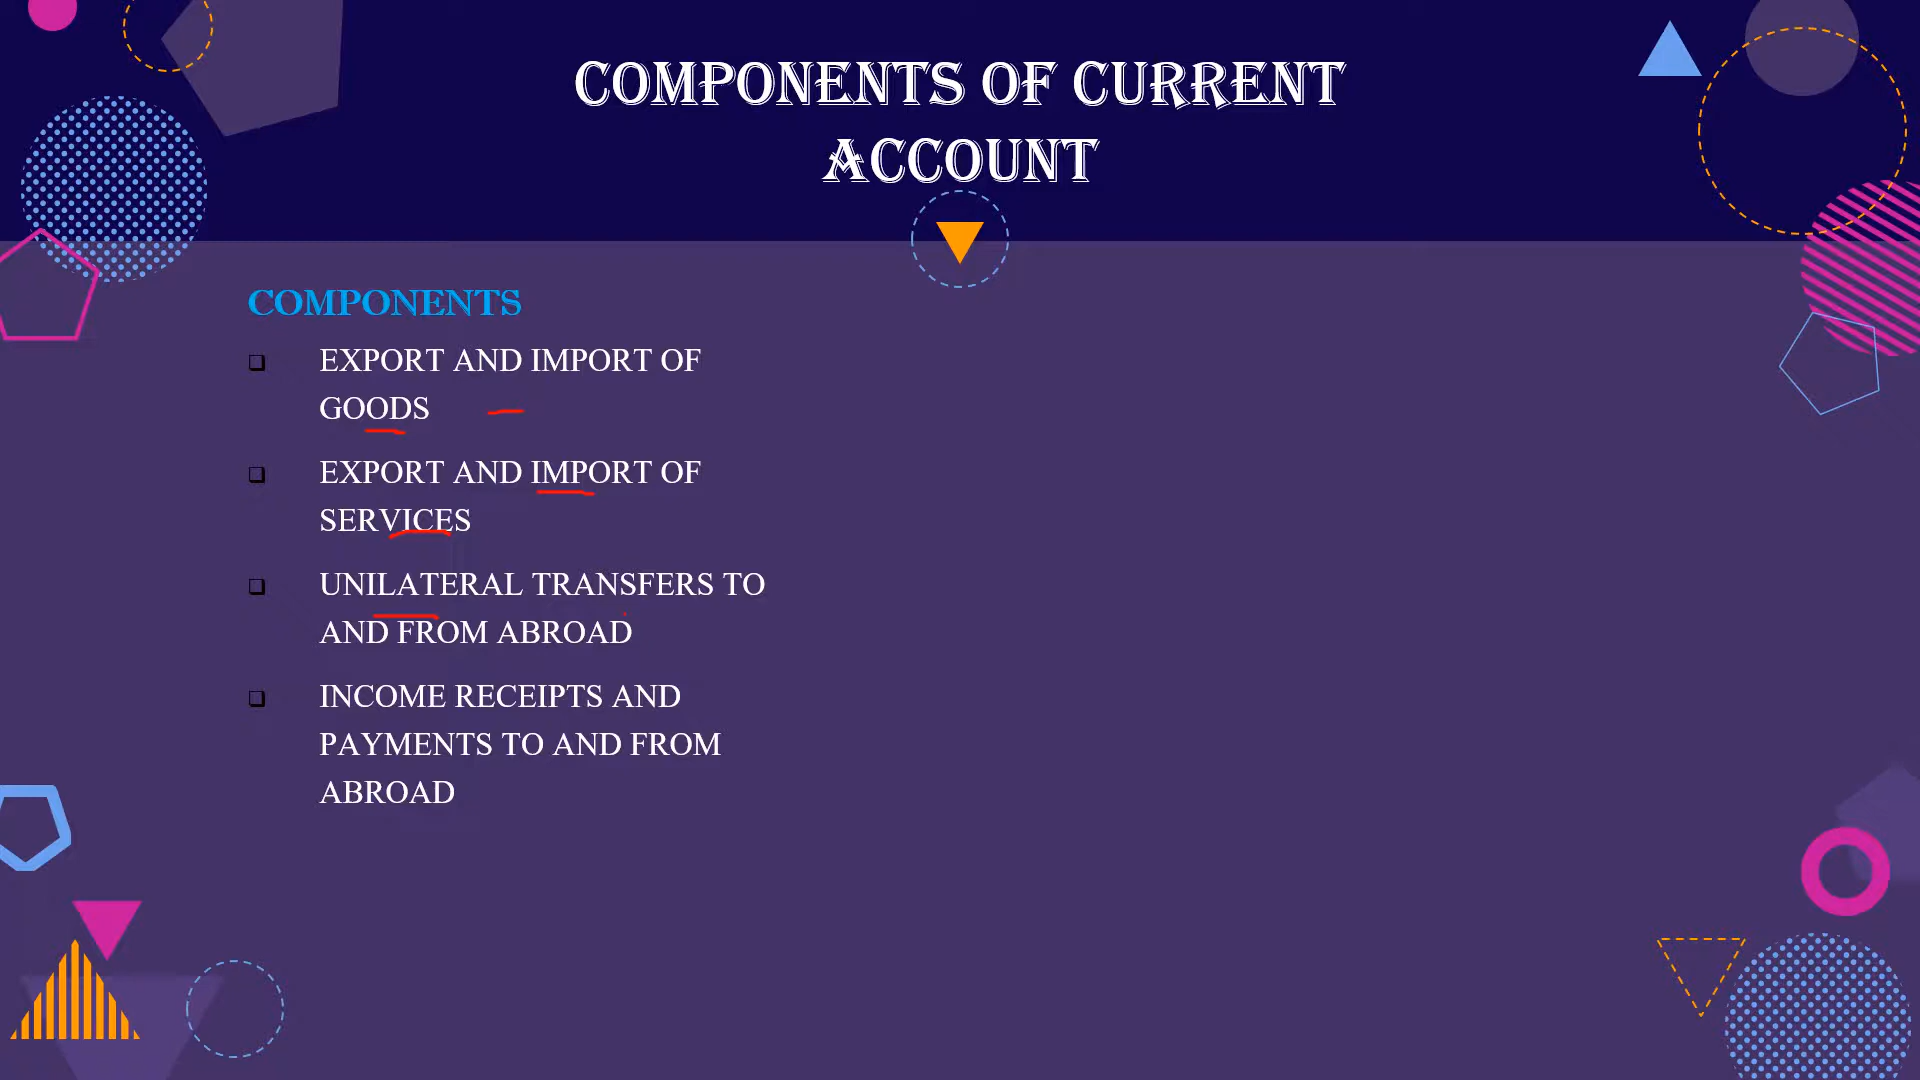 COMPONENTS OF CURRENT
ACCOUNT
COMPONENTS
EXPORT AND IMPORT OF
GOODS
EXPORT AND IMPORT OF
SERVICES
UNILATERAL TRANSFERS TO
AND FROM ABROAD
INCOME RECEIPTS AND
PAYMENTS TO AND FROM
ABROAD